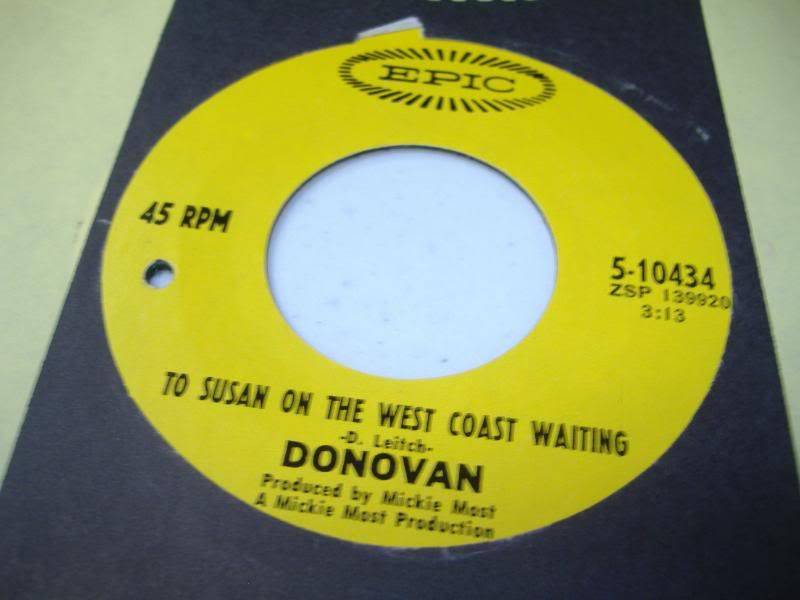 EPIC
45 RPM
5-10434
ZSP 139920
3:13
TO SUSAN ON THE WEST COAST WAITING
-D. Leitch-
DONOVAN
Produced by Mickie Most
A Mickie Most Production